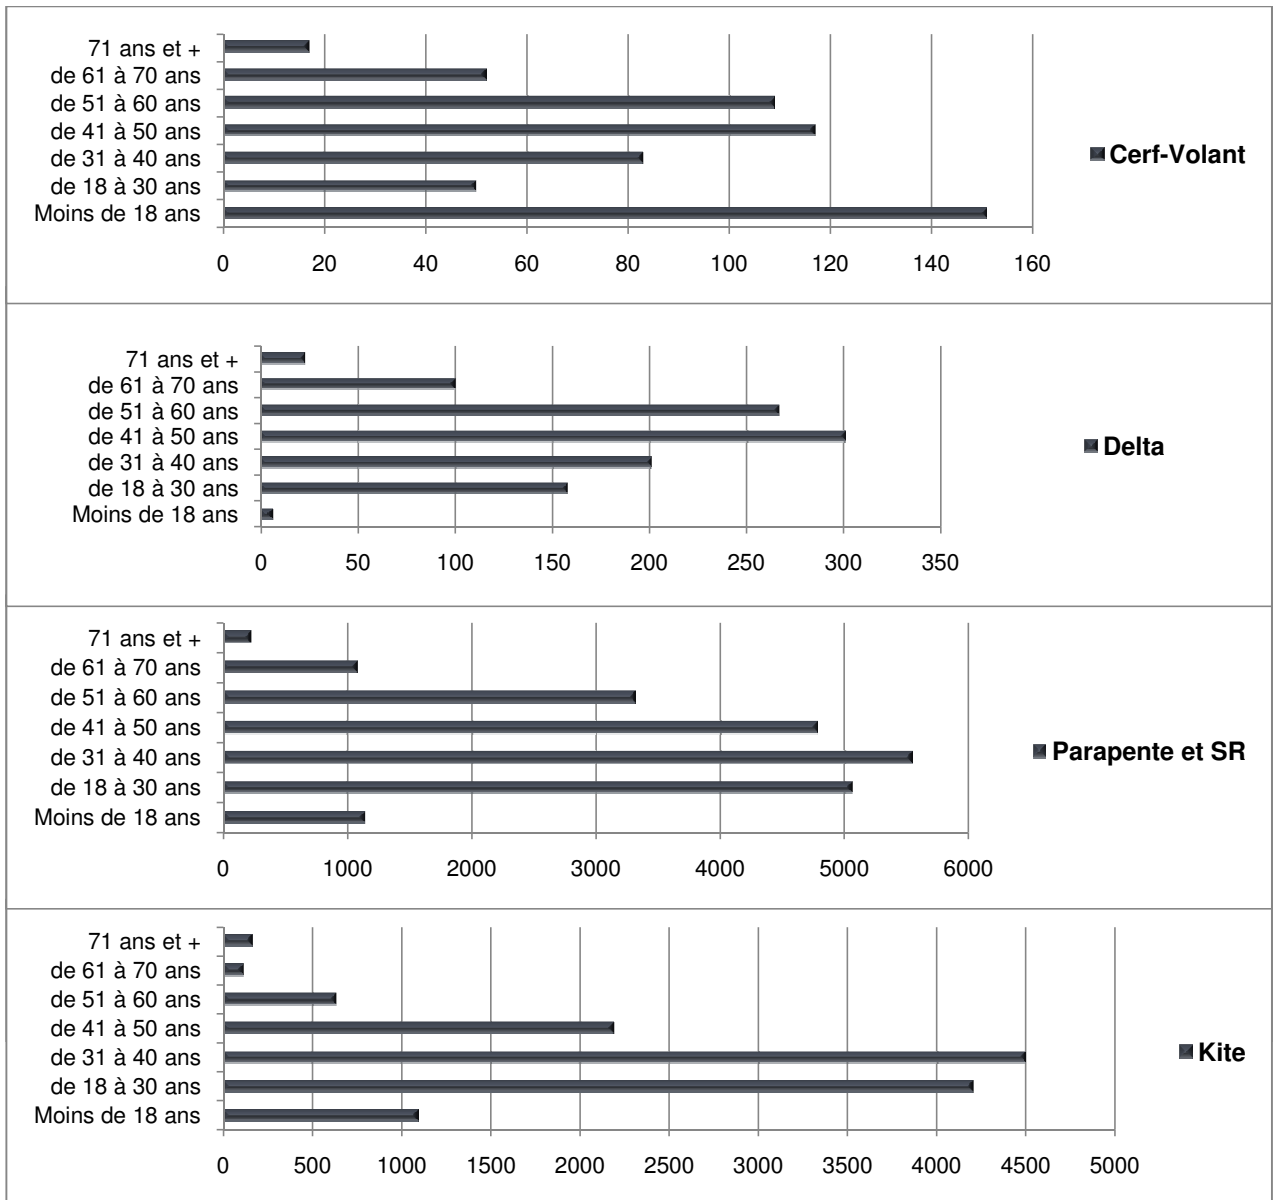 71 ans et +
de 61 à 70 ans
de 51 à 60 ans
de 41 à 50 ans
de 31 à 40 ans
de 18 à 30 ans
Moins de 18 ans
0 20 40 60 80 100 120 140 160
Cerf-Volant
71 ans et +
de 61 à 70 ans
de 51 à 60 ans
de 41 à 50 ans
de 31 à 40 ans
de 18 à 30 ans
Moins de 18 ans
0 50 100 150 200 250 300 350
Delta
71 ans et +
de 61 à 70 ans
de 51 à 60 ans
de 41 à 50 ans
de 31 à 40 ans
de 18 à 30 ans
Moins de 18 ans
0 1000 2000 3000 4000 5000 6000
Parapente et SR
71 ans et +
de 61 à 70 ans
de 51 à 60 ans
de 41 à 50 ans
de 31 à 40 ans
de 18 à 30 ans
Moins de 18 ans
0 500 1000 1500 2000 2500 3000 3500 4000 4500 5000
Kite